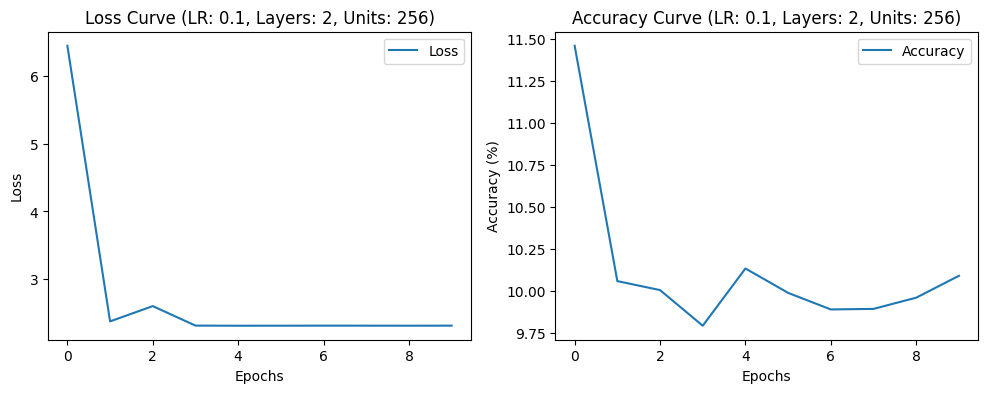 Loss Curve (LR: 0.1, Layers: 2, Units: 256)
Loss
6
5
4
3
Loss
0
2
4
6
8
Epochs
Accuracy Curve (LR: 0.1, Layers: 2, Units: 256)
Accuracy
11.50
11.25
11.00
10.75
10.50
10.25
10.00
9.75
Accuracy (%)
0
2
4
6
8
Epochs